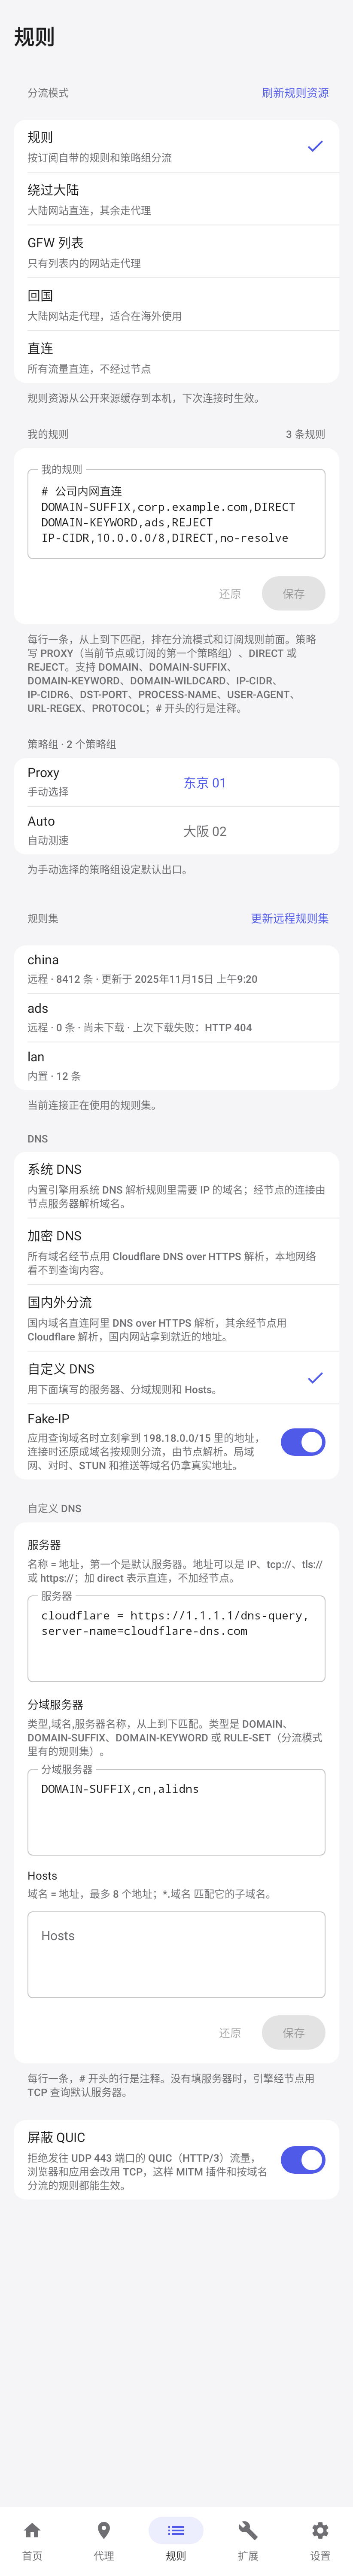 规则
分流模式
刷新规则资源
规则
按订阅自带的规则和策略组分流
绕过大陆
大陆网站直连，其余走代理
GFW 列表
只有列表内的网站走代理
回国
大陆网站走代理，适合在海外使用
直连
所有流量直连，不经过节点
规则资源从公开来源缓存到本机，下次连接时生效。
我的规则
3 条规则
我的规则
# 公司内网直连
DOMAIN-SUFFIX,corp.example.com,DIRECT
DOMAIN-KEYWORD,ads,REJECT
IP-CIDR,10.0.0.0/8,DIRECT,no-resolve
还原
保存
每行一条，从上到下匹配，排在分流模式和订阅规则前面。策略
写 PROXY（当前节点或订阅的第一个策略组）、DIRECT 或
REJECT。支持 DOMAIN、DOMAIN-SUFFIX、
DOMAIN-KEYWORD、DOMAIN-WILDCARD、IP-CIDR、
IP-CIDR6、DST-PORT、PROCESS-NAME、USER-AGENT、
URL-REGEX、PROTOCOL；# 开头的行是注释。
策略组 · 2 个策略组
Proxy
手动选择
东京 01
Auto
自动测速
大阪 02
为手动选择的策略组设定默认出口。
规则集
更新远程规则集
china
远程 · 8412 条 · 更新于 2025年11月15日 上午9:20
ads
远程 · 0 条 · 尚未下载 · 上次下载失败：HTTP 404
lan
内置 · 12 条
当前连接正在使用的规则集。
DNS
系统 DNS
内置引擎用系统 DNS 解析规则里需要 IP 的域名；经节点的连接由
节点服务器解析域名。
加密 DNS
所有域名经节点用 Cloudflare DNS over HTTPS 解析，本地网络
看不到查询内容。
国内外分流
国内域名直连阿里 DNS over HTTPS 解析，其余经节点用
Cloudflare 解析，国内网站拿到就近的地址。
自定义 DNS
用下面填写的服务器、分域规则和 Hosts。
Fake-IP
应用查询域名时立刻拿到 198.18.0.0/15 里的地址，
连接时还原成域名按规则分流，由节点解析。局域
网、对时、STUN 和推送等域名仍拿真实地址。
自定义 DNS
服务器
名称 = 地址，第一个是默认服务器。地址可以是 IP、tcp://、tls://
或 https://；加 direct 表示直连，不加经节点。
服务器
cloudflare = https://1.1.1.1/dns-query,
server-name=cloudflare-dns.com
分域服务器
类型,域名,服务器名称，从上到下匹配。类型是 DOMAIN、
DOMAIN-SUFFIX、DOMAIN-KEYWORD 或 RULE-SET（分流模式
里有的规则集）。
分域服务器
DOMAIN-SUFFIX,cn,alidns
Hosts
域名 = 地址，最多 8 个地址；*.域名 匹配它的子域名。
Hosts
还原
保存
每行一条，# 开头的行是注释。没有填服务器时，引擎经节点用
TCP 查询默认服务器。
屏蔽 QUIC
拒绝发往 UDP 443 端口的 QUIC（HTTP/3）流量，
浏览器和应用会改用 TCP，这样 MITM 插件和按域名
分流的规则都能生效。
首页
代理
规则
扩展
设置